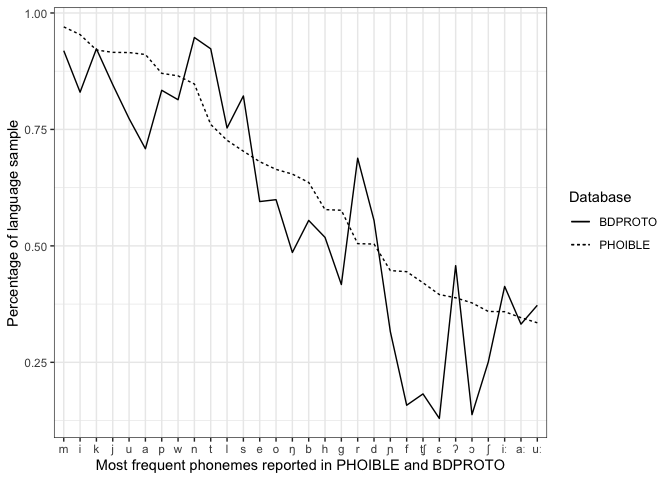 1.00
0.75
0.50
0.25
Percentage of language sample
m i k j u a p w n t l s e o ŋ b h g r d ɲ f tʃ ɛ ʔ ɔ ʃ iː aː uː
Most frequent phonemes reported in PHOIBLE and BDPROTO
Database
BDPROTO
PHOIBLE